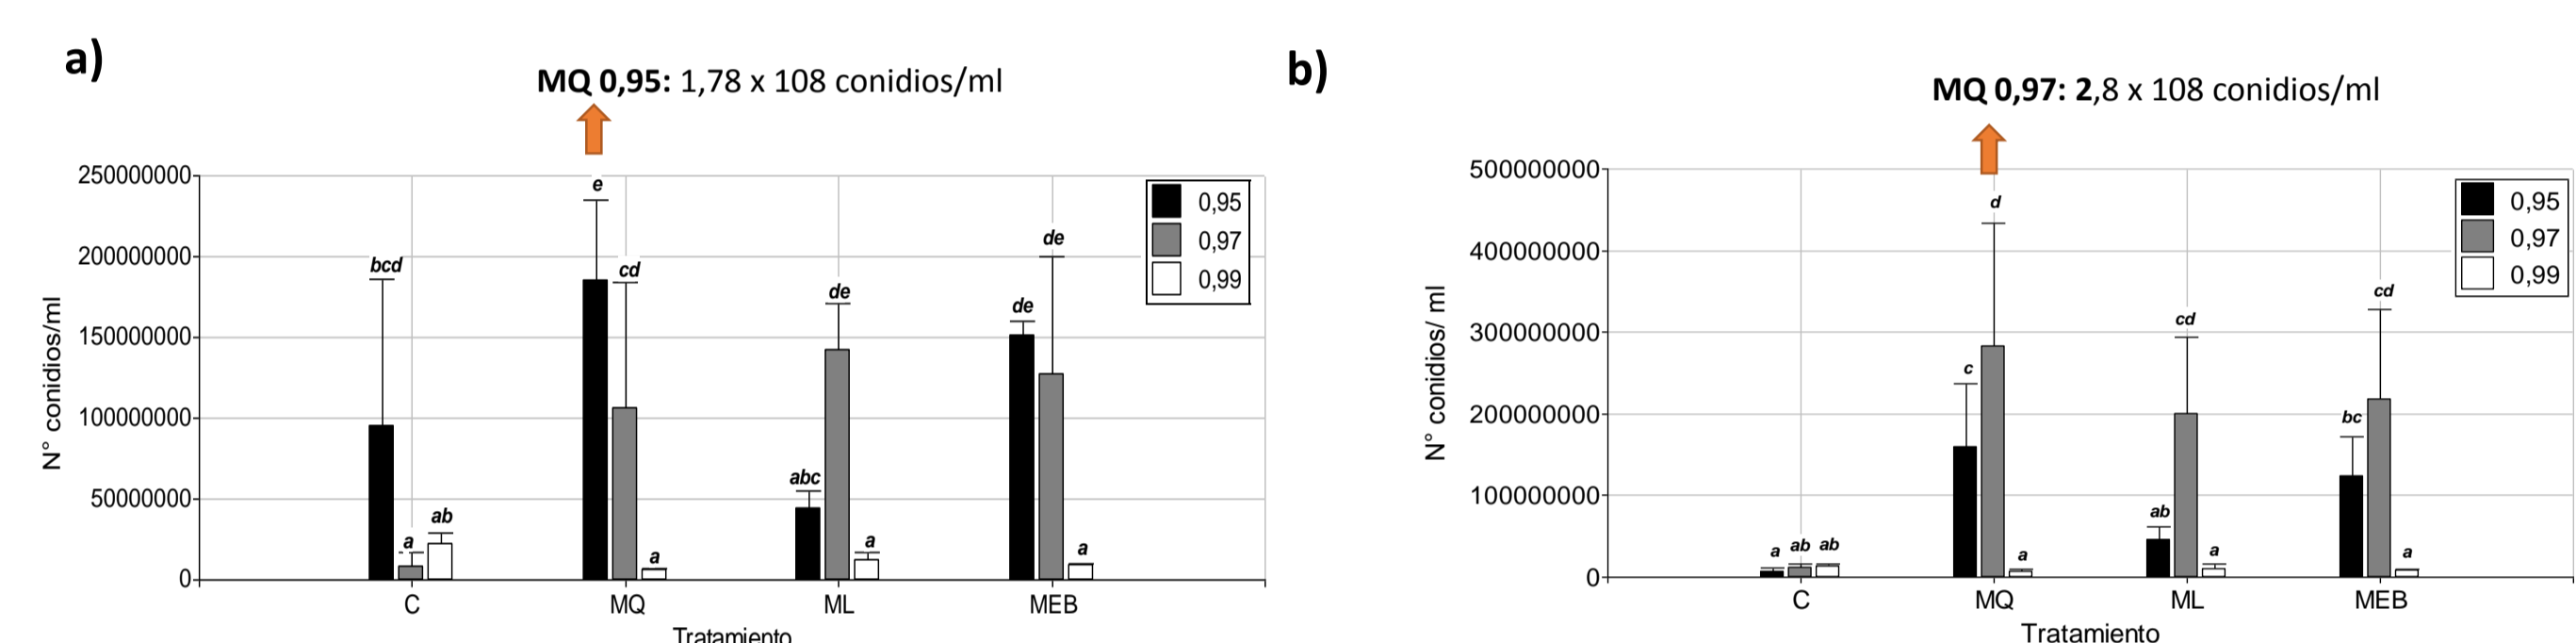 a)
MQ 0,95: 1,78 x 108 conidios/ml
250000000
200000000
150000000
100000000
50000000
0
N° conidios/ml
bcd
a
ab
e
cd
a
abc
de
a
de
de
a
0,95
0,97
0,99
C
MQ
ML
MEB
Tratamiento
b)
MQ 0,97: 2,8 x 108 conidios/ml
500000000
400000000
300000000
200000000
100000000
0
N° conidios/ ml
a
ab
ab
c
d
a
ab
cd
a
bc
cd
a
0,95
0,97
0,99
C
MQ
ML
MEB
Tratamiento